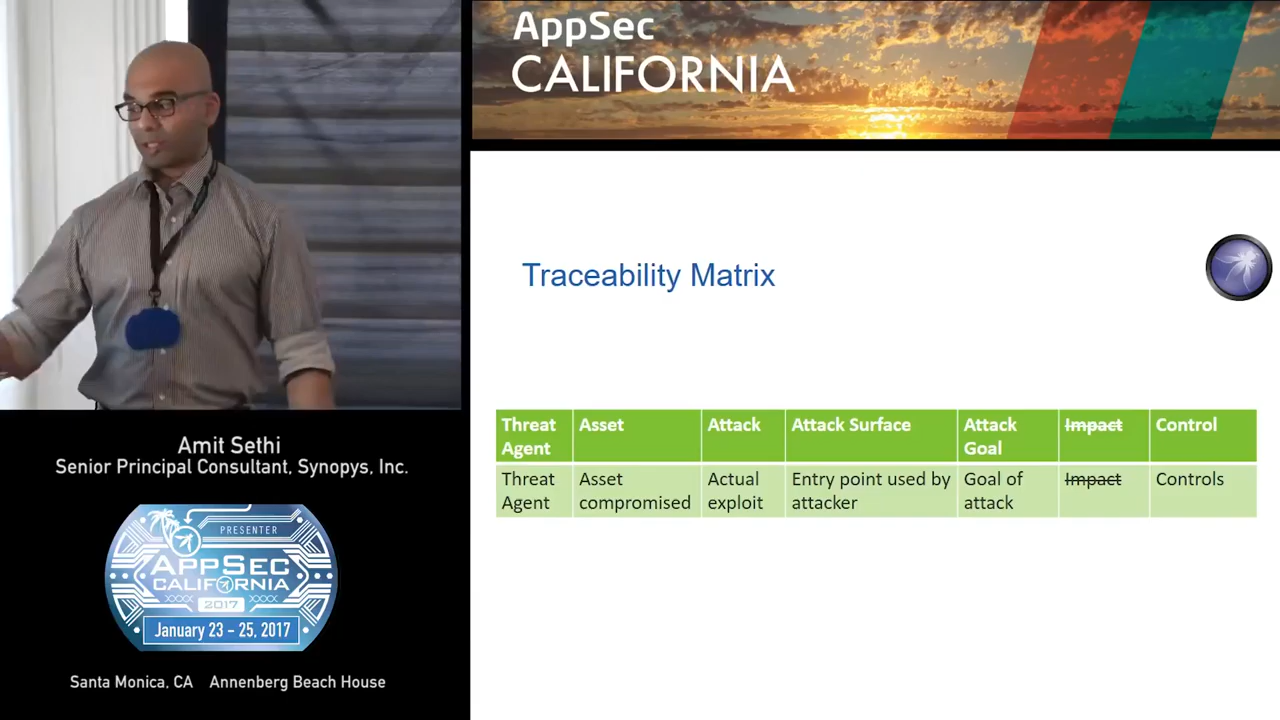 AppSec
CALIFORNIA
Traceability Matrix
Threat Agent | Asset | Attack | Attack Surface | Attack Goal | Impact | Control
Threat Agent | Asset compromised | Actual exploit | Entry point used by attacker | Goal of attack | Impact | Controls
Amit Sethi
Senior Principal Consultant, Synopys, Inc.
PRESENTER
APPSEC
CALIFORNIA
2017
January 23 - 25, 2017
Santa Monica, CA Annenberg Beach House